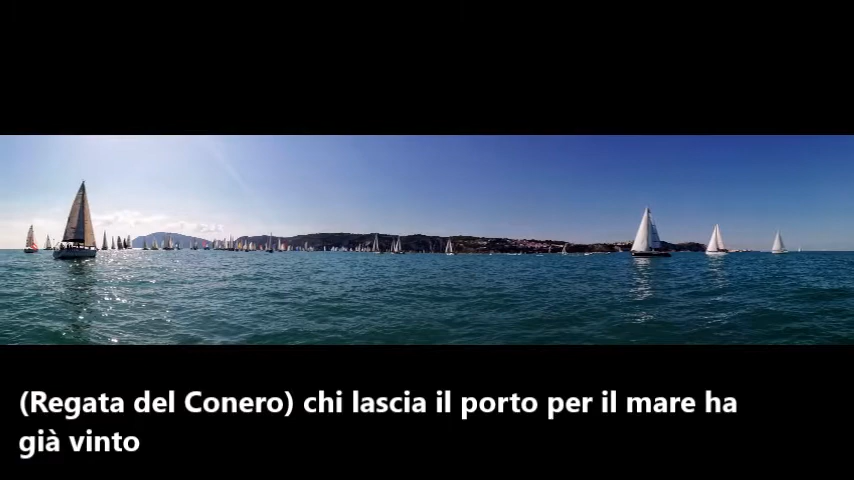 (Regata del Conero) chi lascia il porto per il mare ha
già vinto